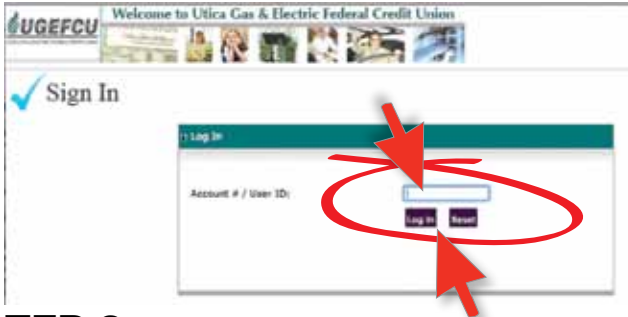 Welcome to Utica Gas & Electric Federal Credit Union
UGEFCU
Sign In
Log In
Account # / User ID:
Log In Reset